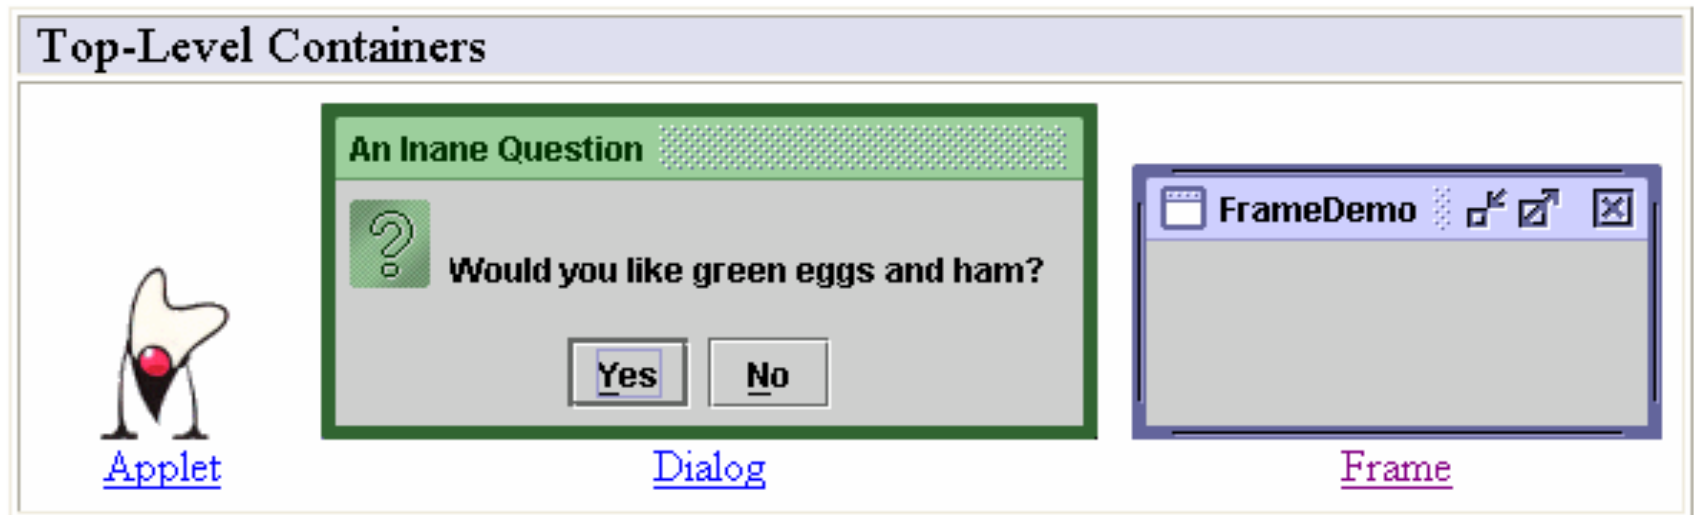 Top-Level Containers
An Inane Question
Would you like green eggs and ham?
Yes No
FrameDemo
Applet Dialog Frame